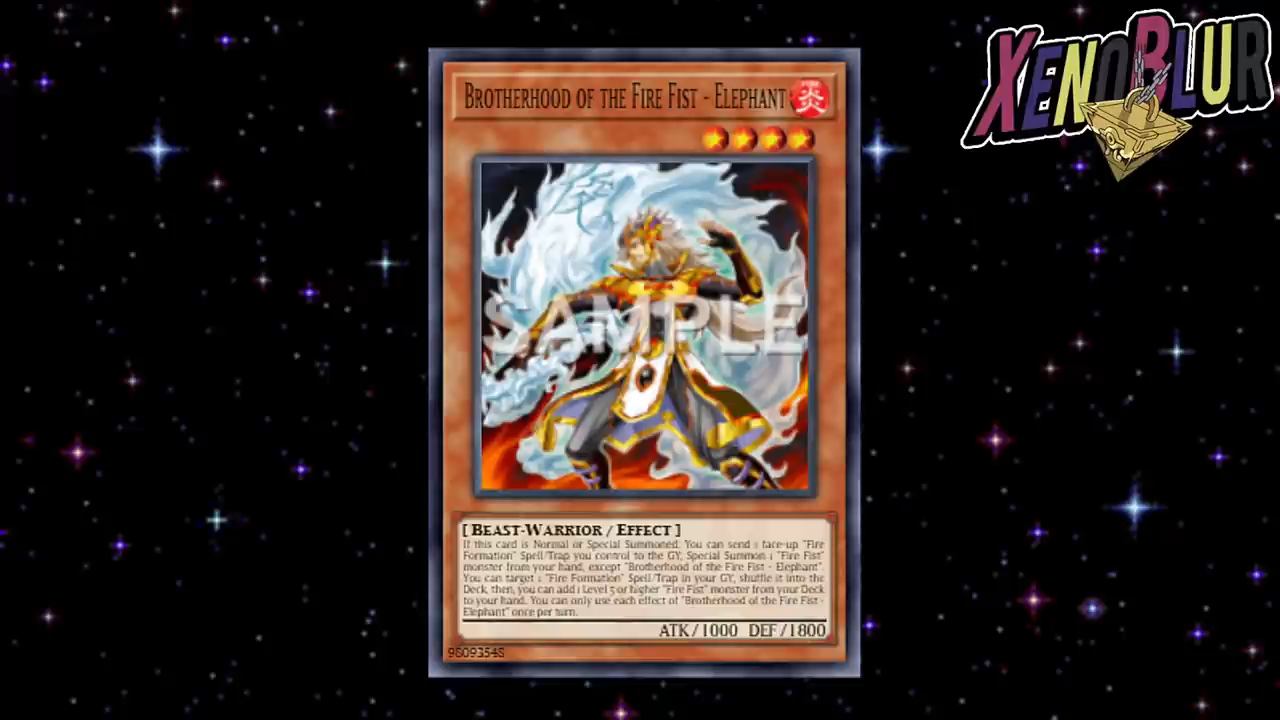 XENOBLUR
BROTHERHOOD OF THE FIRE FIST - ELEPHANT
炎
SAMPLE
[ BEAST-WARRIOR / EFFECT ]
If this card is Normal or Special Summoned: You can send 1 face-up "Fire
Formation" Spell/Trap you control to the GY; Special Summon 1 "Fire Fist"
monster from your hand, except "Brotherhood of the Fire Fist - Elephant".
You can target 1 "Fire Formation" Spell/Trap in your GY; shuffle it into the
Deck, then, you can add 1 Level 5 or higher "Fire Fist" monster from your Deck
to your hand. You can only use each effect of "Brotherhood of the Fire Fist -
Elephant" once per turn.
ATK / 1000 DEF / 1800
98093548